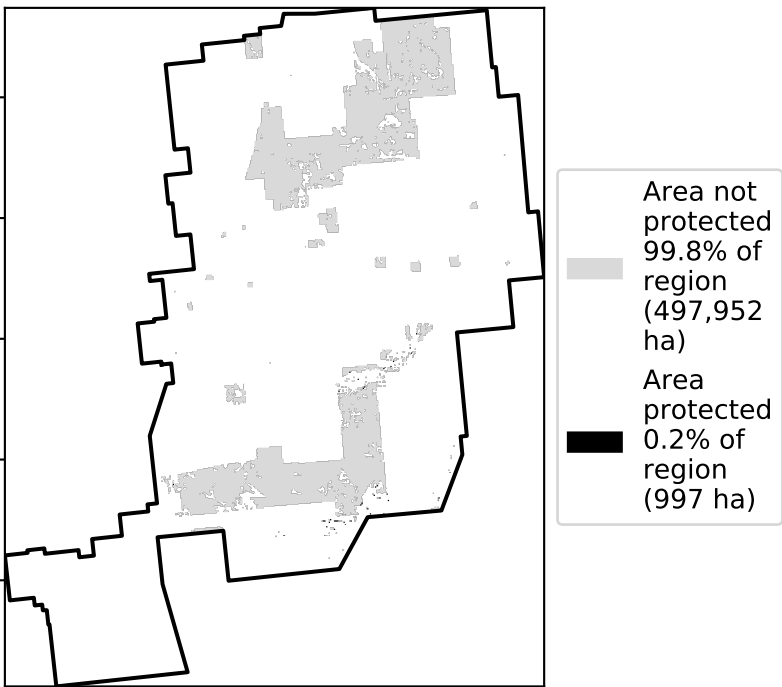 Area not
protected
99.8% of
region
(497,952
ha)
Area
protected
0.2% of
region
(997 ha)